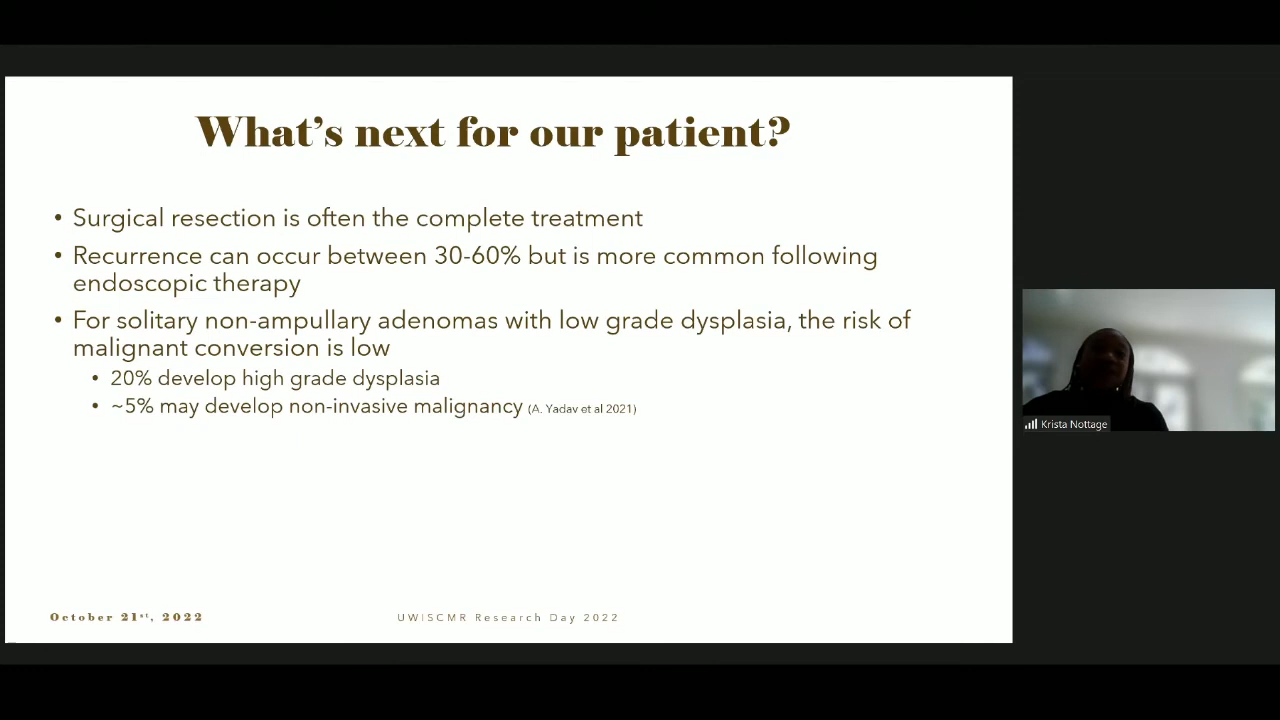 What's next for our patient?
• Surgical resection is often the complete treatment
• Recurrence can occur between 30-60% but is more common following
endoscopic therapy
• For solitary non-ampullary adenomas with low grade dysplasia, the risk of
malignant conversion is low
• 20% develop high grade dysplasia
• ~5% may develop non-invasive malignancy (A. Yadav et al 2021)
Krista Nottage
October 21st, 2022
UWISCMR Research Day 2022